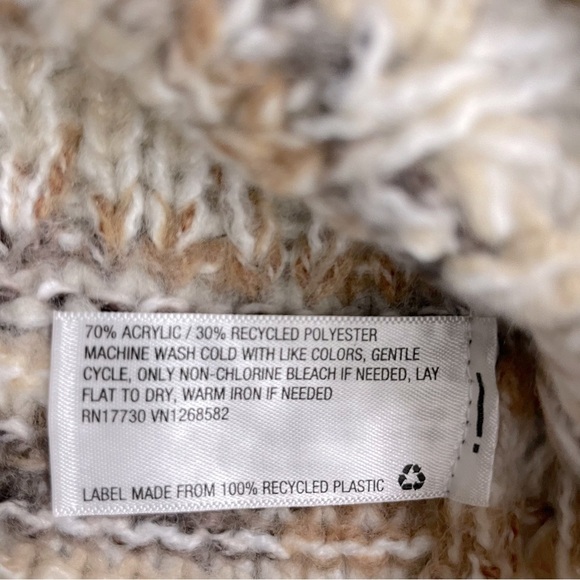 70% ACRYLIC / 30% RECYCLED POLYESTER
MACHINE WASH COLD WITH LIKE COLORS, GENTLE
CYCLE, ONLY NON-CHLORINE BLEACH IF NEEDED, LAY
FLAT TO DRY, WARM IRON IF NEEDED
RN17730 VN1268582
LABEL MADE FROM 100% RECYCLED PLASTIC